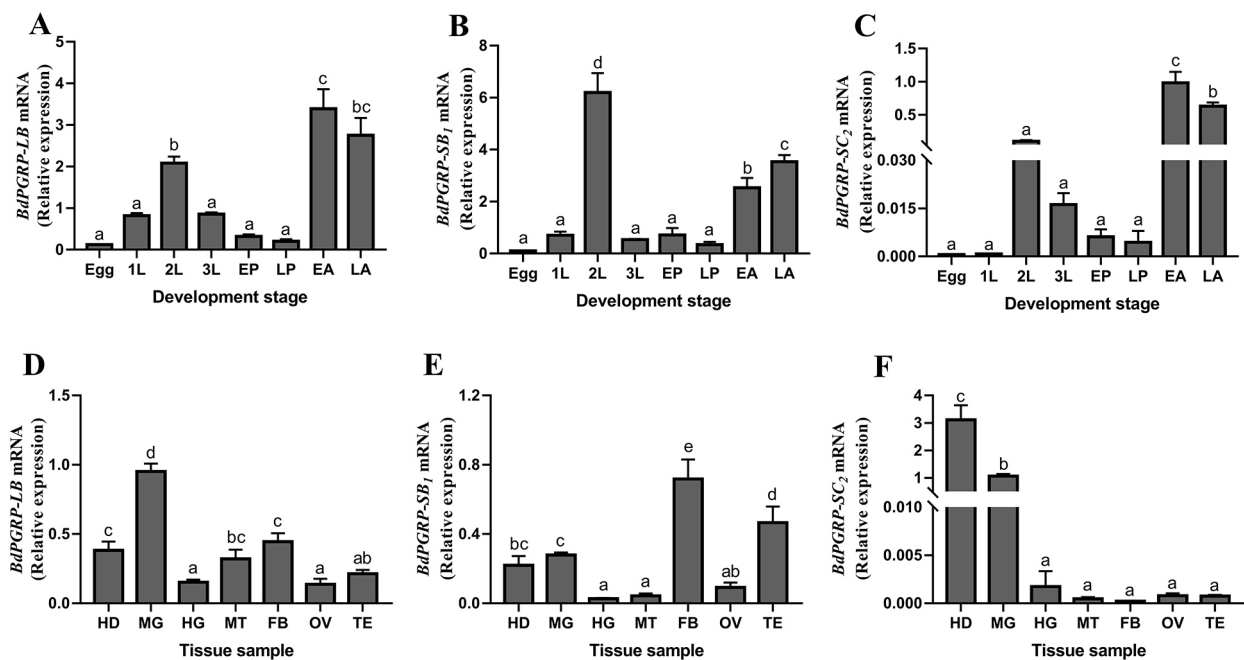 A
BdPGRP-LB mRNA
(Relative expression)
5
4
3
2
1
0
a
a
b
a
a
a
c
bc
Egg 1L 2L 3L EP LP EA LA
Development stage
B
BdPGRP-SB1 mRNA
(Relative expression)
8
6
4
2
0
a
a
d
a
a
a
b
c
Egg 1L 2L 3L EP LP EA LA
Development stage
C
BdPGRP-SC2 mRNA
(Relative expression)
1.5
1.0
0.5
0.030
0.015
0.000
a
a
a
a
a
a
c
b
Egg 1L 2L 3L EP LP EA LA
Development stage
D
BdPGRP-LB mRNA
(Relative expression)
1.5
1.0
0.5
0.0
c
d
a
bc
c
a
ab
HD MG HG MT FB OV TE
Tissue sample
E
BdPGRP-SB1 mRNA
(Relative expression)
1.2
0.8
0.4
0.0
bc
c
a
a
e
ab
d
HD MG HG MT FB OV TE
Tissue sample
F
BdPGRP-SC2 mRNA
(Relative expression)
4
3
2
1
0.010
0.005
0.000
c
b
a
a
a
a
a
HD MG HG MT FB OV TE
Tissue sample